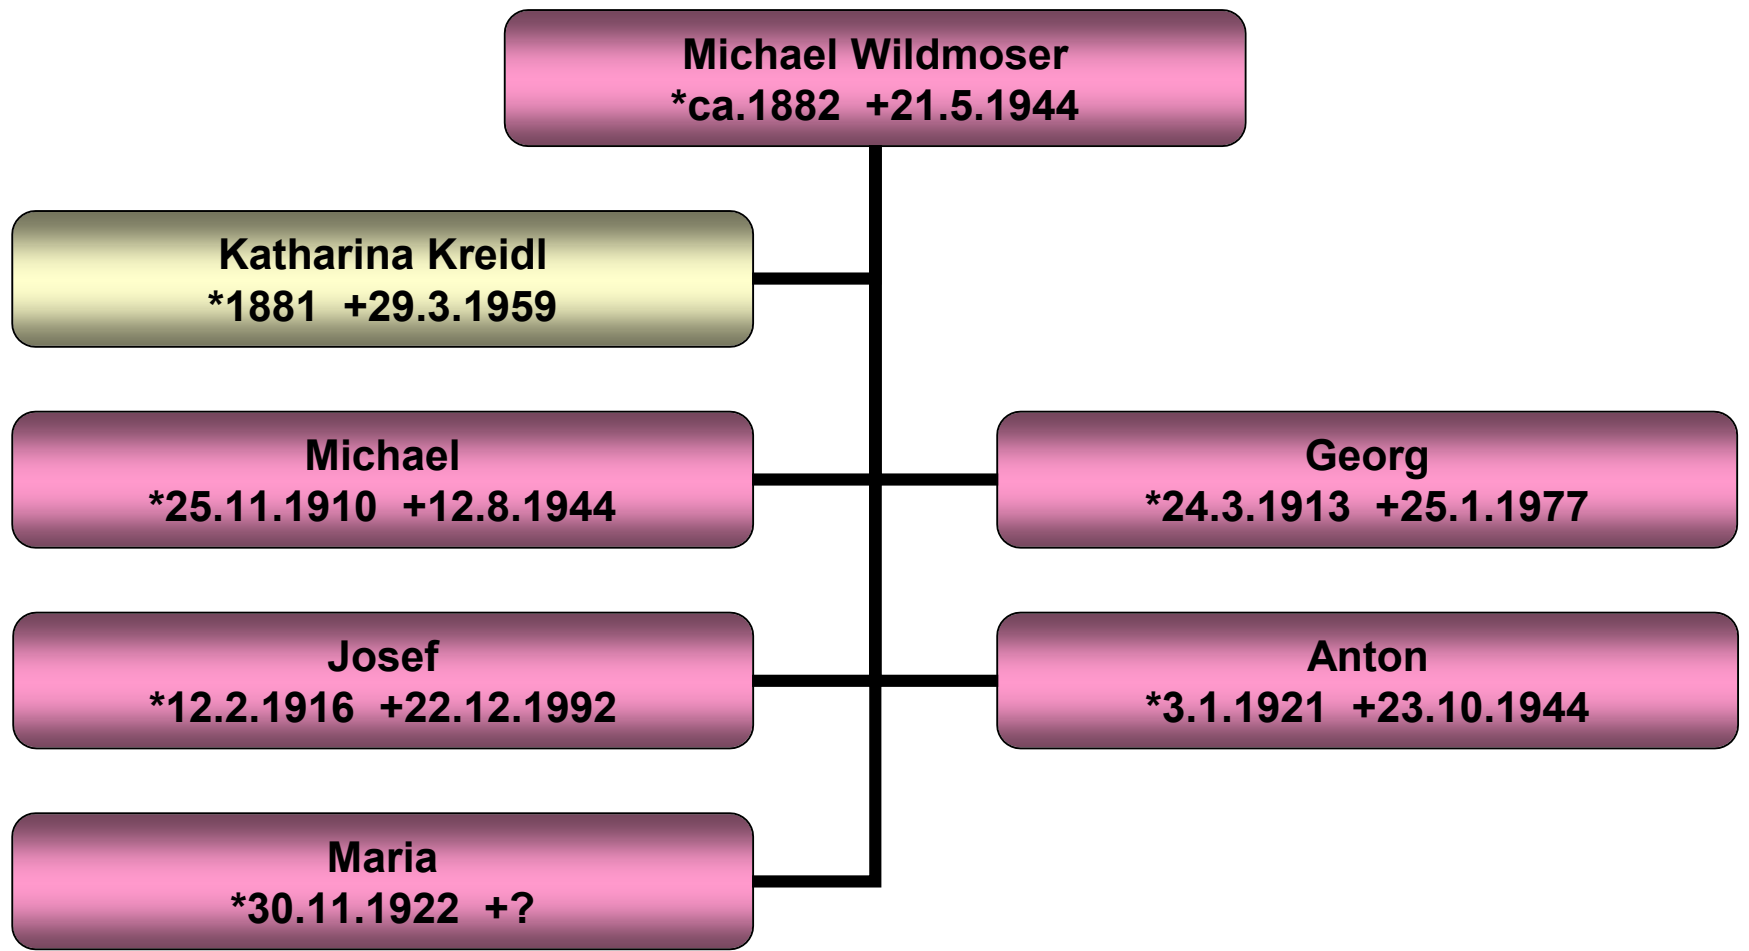 Michael Wildmoser
*ca.1882 +21.5.1944
Katharina Kreidl
*1881 +29.3.1959
Michael
*25.11.1910 +12.8.1944
Georg
*24.3.1913 +25.1.1977
Josef
*12.2.1916 +22.12.1992
Anton
*3.1.1921 +23.10.1944
Maria
*30.11.1922 +?